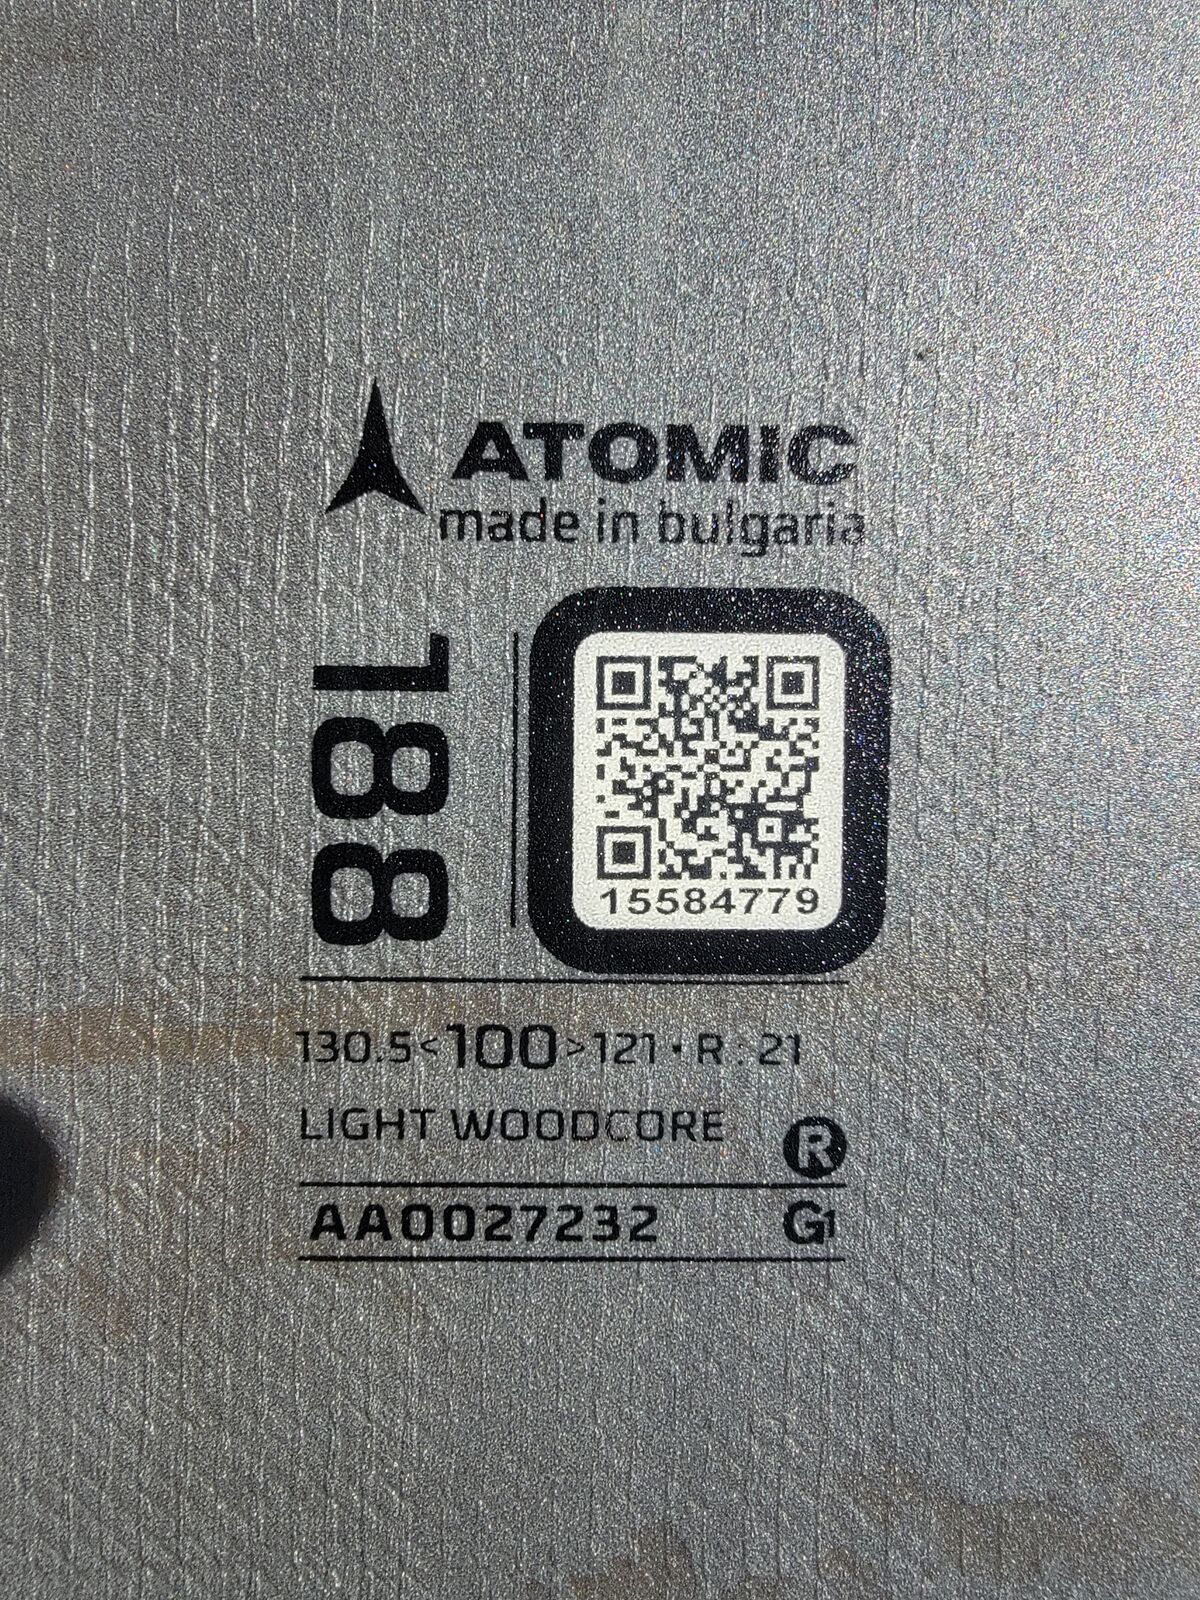 ATOMIC
made in bulgaria
188
15584779
130.5<100>121 · R : 21
LIGHT WOODCORE
R
AA0027232 G1